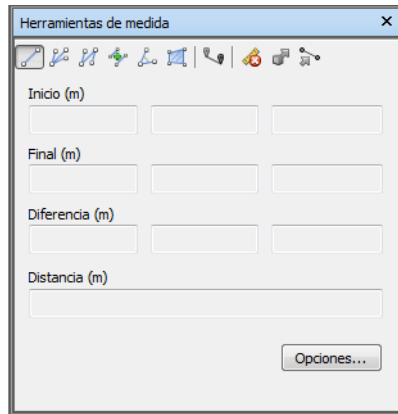 Herramientas de medida
Inicio (m)
Final (m)
Diferencia (m)
Distancia (m)
Opciones...